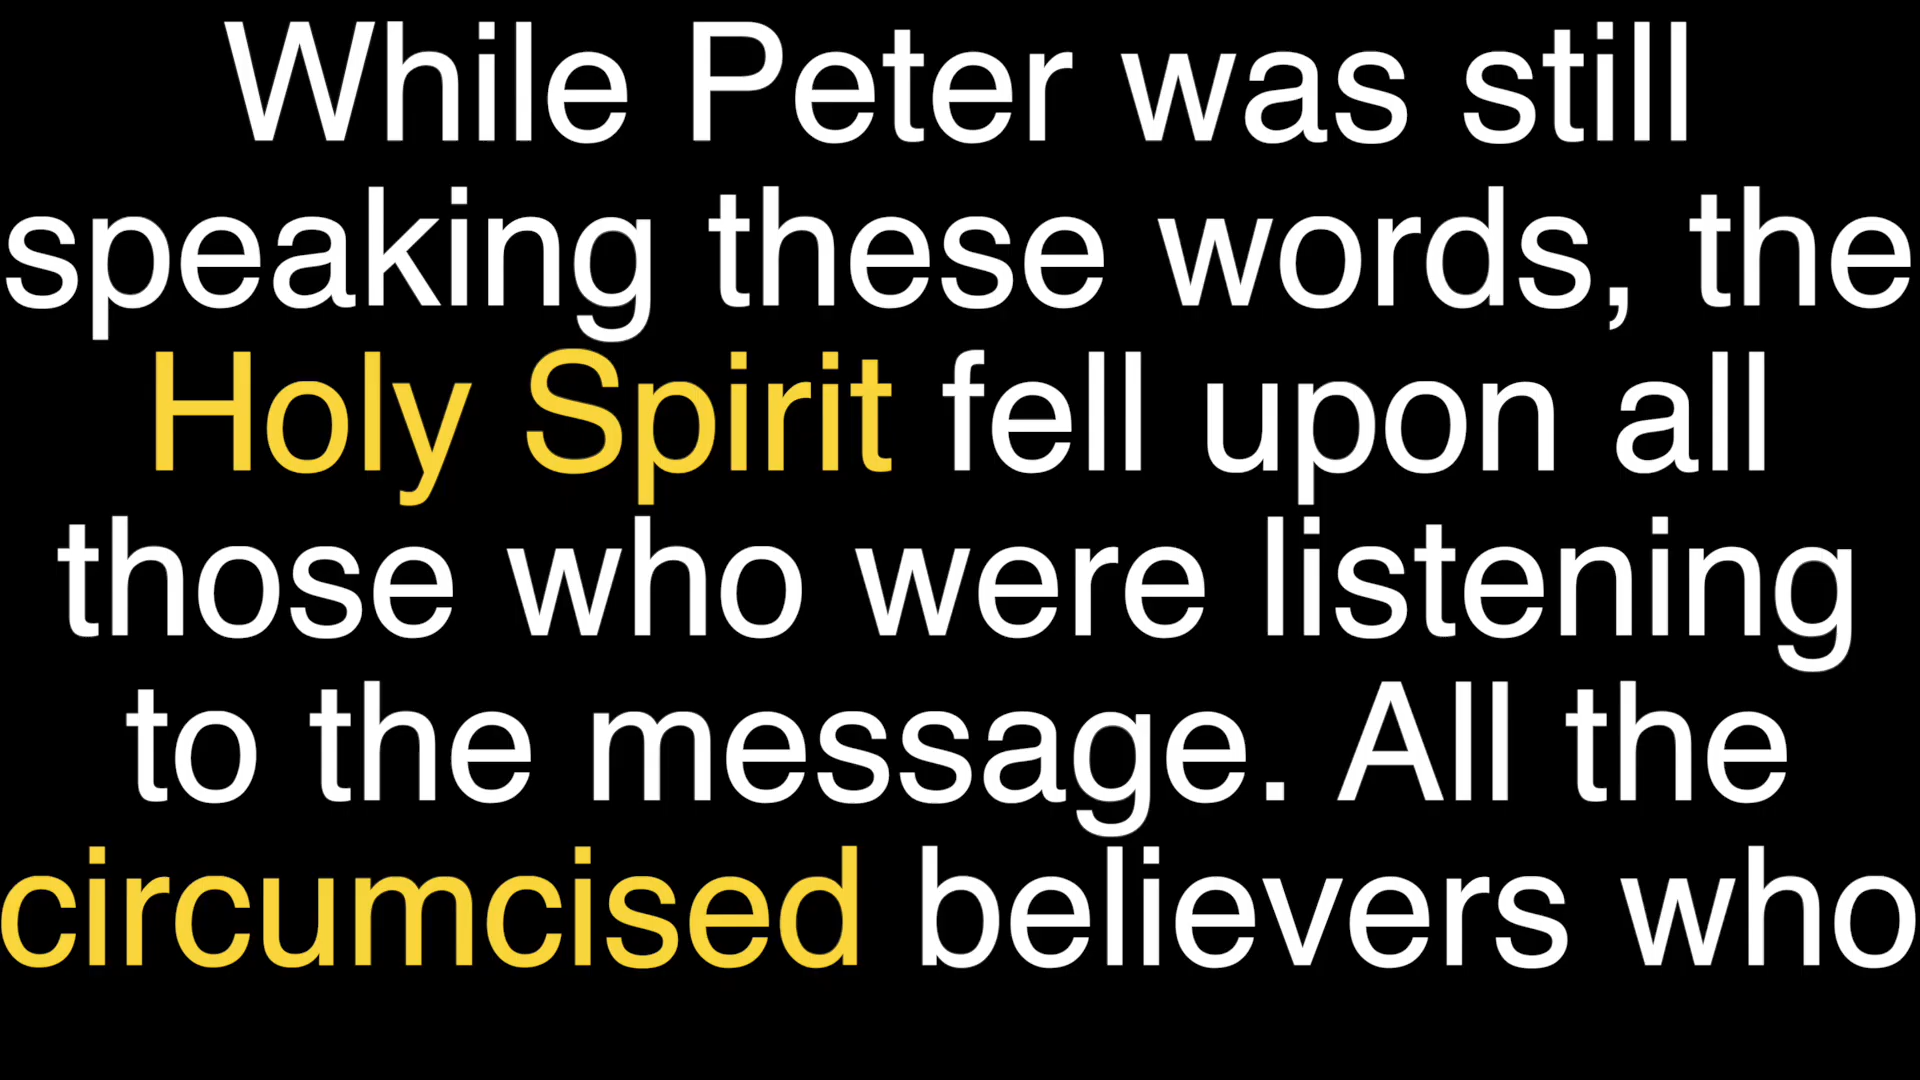 While Peter was still
speaking these words, the
Holy Spirit fell upon all
those who were listening
to the message. All the
circumcised believers who